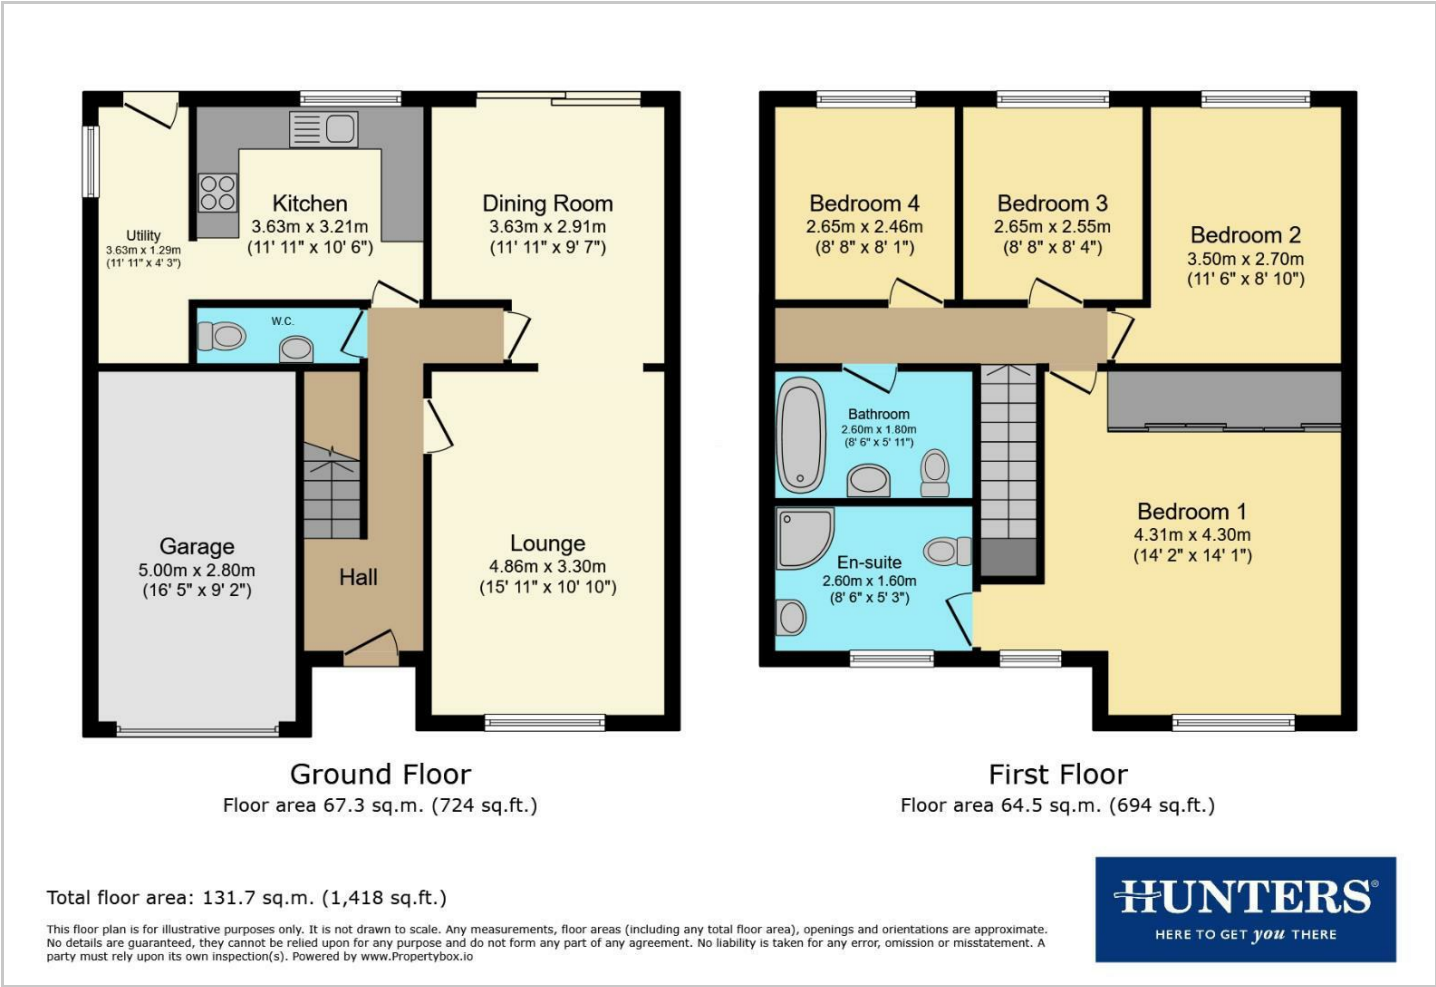 Utility
3.63m x 1.29m
(11' 11" x 4' 3")
Kitchen
3.63m x 3.21m
(11' 11" x 10' 6")
Dining Room
3.63m x 2.91m
(11' 11" x 9' 7")
W.C.
Garage
5.00m x 2.80m
(16' 5" x 9' 2")
Hall
Lounge
4.86m x 3.30m
(15' 11" x 10' 10")
Ground Floor
Floor area 67.3 sq.m. (724 sq.ft.)
Bedroom 4
2.65m x 2.46m
(8' 8" x 8' 1")
Bedroom 3
2.65m x 2.55m
(8' 8" x 8' 4")
Bedroom 2
3.50m x 2.70m
(11' 6" x 8' 10")
Bathroom
2.60m x 1.80m
(8' 6" x 5' 11")
En-suite
2.60m x 1.60m
(8' 6" x 5' 3")
Bedroom 1
4.31m x 4.30m
(14' 2" x 14' 1")
First Floor
Floor area 64.5 sq.m. (694 sq.ft.)
Total floor area: 131.7 sq.m. (1,418 sq.ft.)
This floor plan is for illustrative purposes only. It is not drawn to scale. Any measurements, floor areas (including any total floor area), openings and orientations are approximate.
No details are guaranteed, they cannot be relied upon for any purpose and do not form any part of any agreement. No liability is taken for any error, omission or misstatement. A
party must rely upon its own inspection(s). Powered by www.Propertybox.io
HUNTERS®
HERE TO GET you THERE